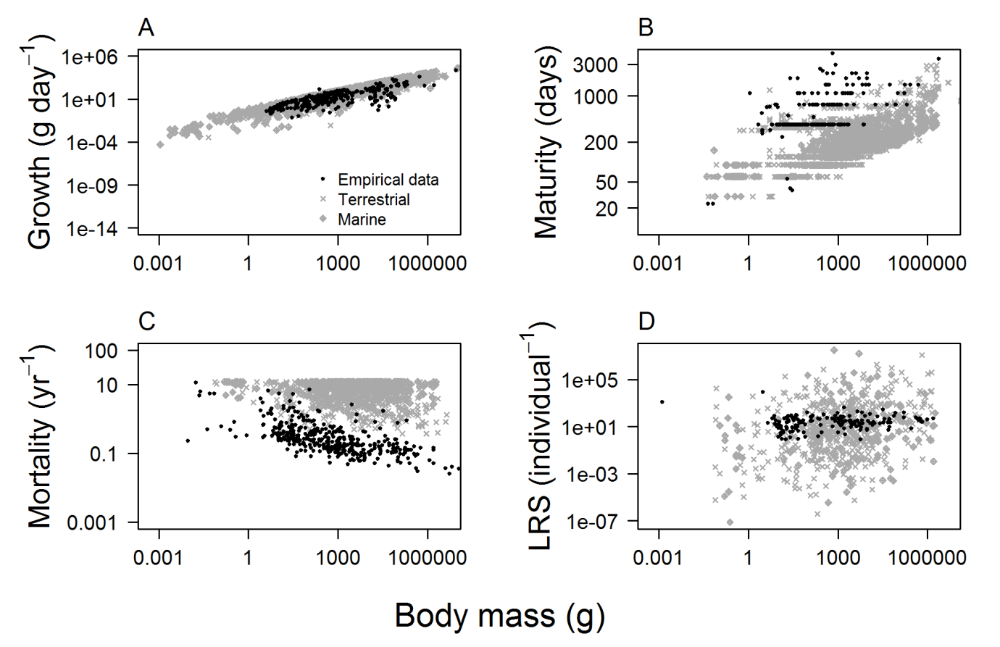 A
Growth (g day⁻¹)
1e+06
1e+01
1e-04
1e-09
1e-14
Empirical data
Terrestrial
Marine
0.001 1 1000 1000000
B
Maturity (days)
3000
1000
200
50
20
0.001 1 1000 1000000
C
Mortality (yr⁻¹)
100
10
0.1
0.001
0.001 1 1000 1000000
D
LRS (individual⁻¹)
1e+05
1e+01
1e-03
1e-07
0.001 1 1000 1000000
Body mass (g)